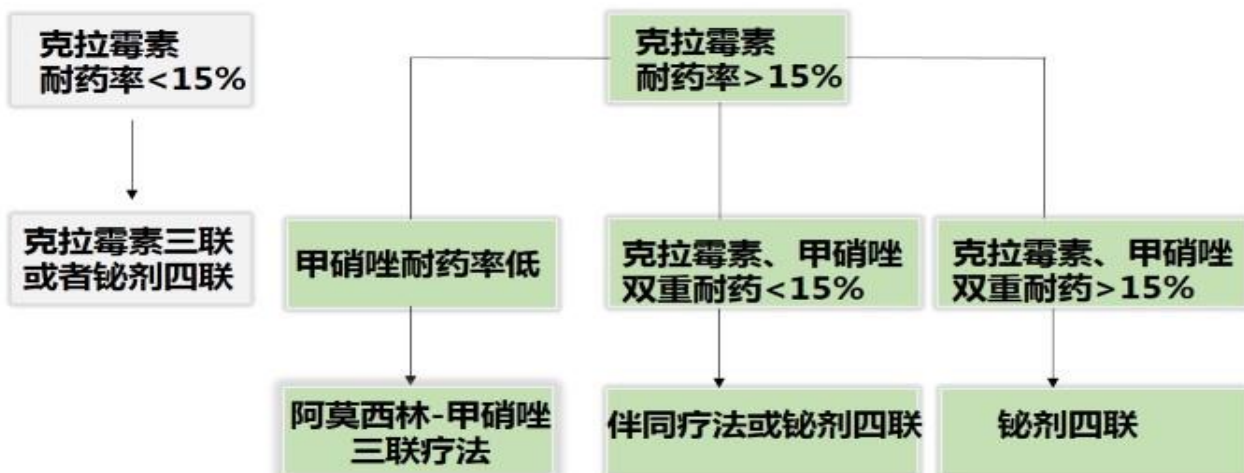 克拉霉素
耐药率<15%
克拉霉素
耐药率>15%
克拉霉素三联
或者铋剂四联
甲硝唑耐药率低
克拉霉素、甲硝唑
双重耐药<15%
克拉霉素、甲硝唑
双重耐药>15%
阿莫西林-甲硝唑
三联疗法
伴同疗法或铋剂四联
铋剂四联